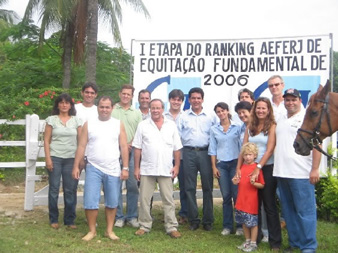 I ETAPA DO RANKING AEFERJ DE
EQUITAÇÃO FUNDAMENTAL DE
2006